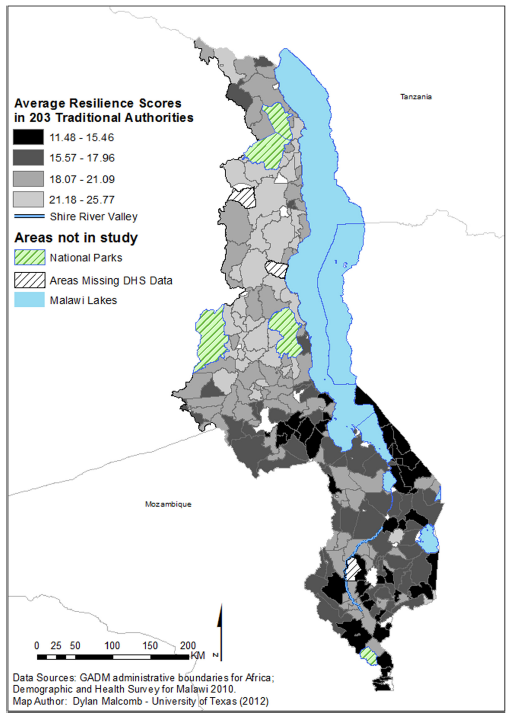 Tanzania
Average Resilience Scores
in 203 Traditional Authorities
11.48 - 15.46
15.57 - 17.96
18.07 - 21.09
21.18 - 25.77
Shire River Valley
Areas not in study
National Parks
Areas Missing DHS Data
Malawi Lakes
Mozambique
0 25 50 100 150 200
KM
N
Data Sources: GADM administrative boundaries for Africa;
Demographic and Health Survey for Malawi 2010.
Map Author: Dylan Malcomb - University of Texas (2012)